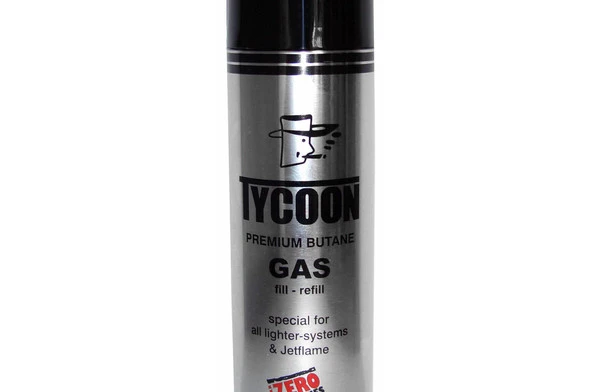 TYCOON
PREMIUM BUTANE
GAS
fill - refill
special for
all lighter-systems
& Jetflame
ZERO